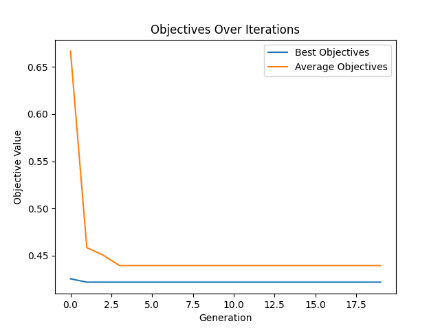 Objectives Over Iterations
Best Objectives
Average Objectives
Objective Value
0.65
0.60
0.55
0.50
0.45
0.0 2.5 5.0 7.5 10.0 12.5 15.0 17.5
Generation